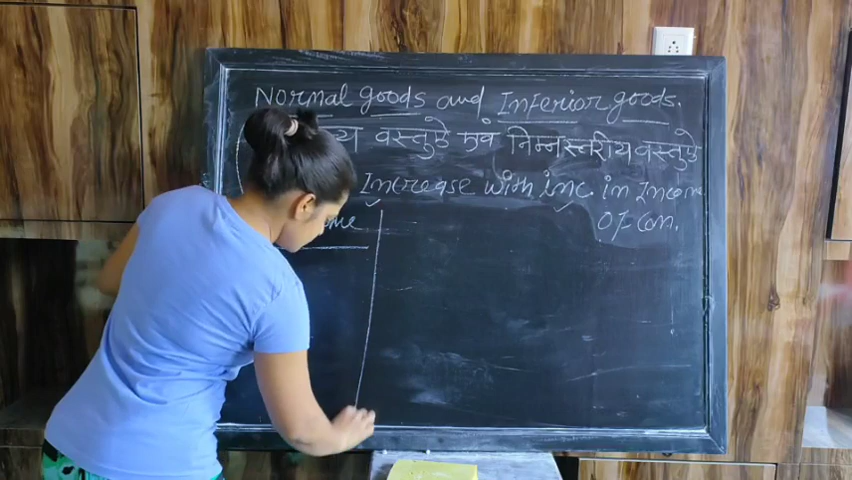 Normal goods and Inferior goods.
वस्तुऐ एवं निम्नस्तरीय वस्तुऐ
Increase with inc. in Income
of con.